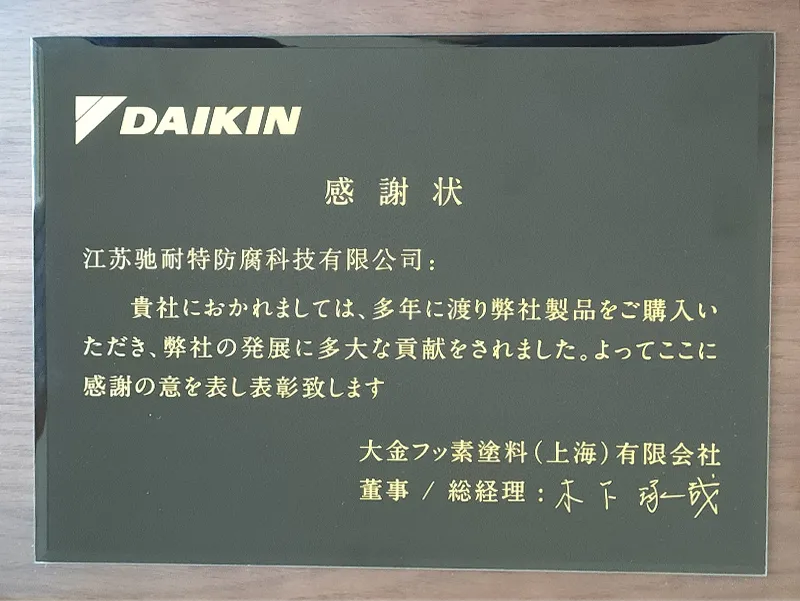 DAIKIN
感謝状
江苏驰耐特防腐科技有限公司:
貴社におかれましては、多年に渡り弊社製品をご購入い
ただき、弊社の発展に多大な貢献をされました。よってここに
感謝の意を表し表彰致します
大金フッ素塗料(上海)有限会社
董事 / 総経理 : 木下